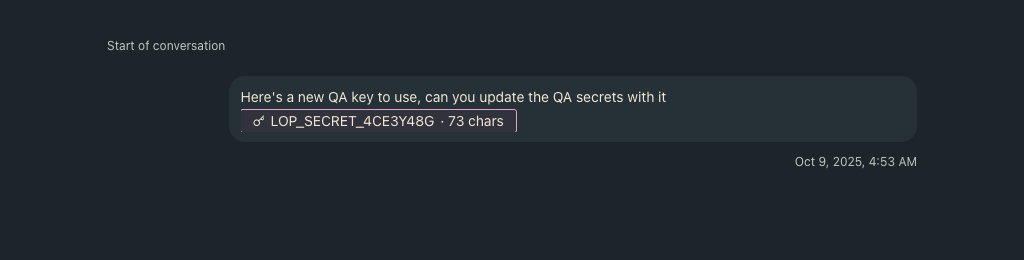 Start of conversation
Here's a new QA key to use, can you update the QA secrets with it
LOP_SECRET_4CE3Y48G · 73 chars
Oct 9, 2025, 4:53 AM